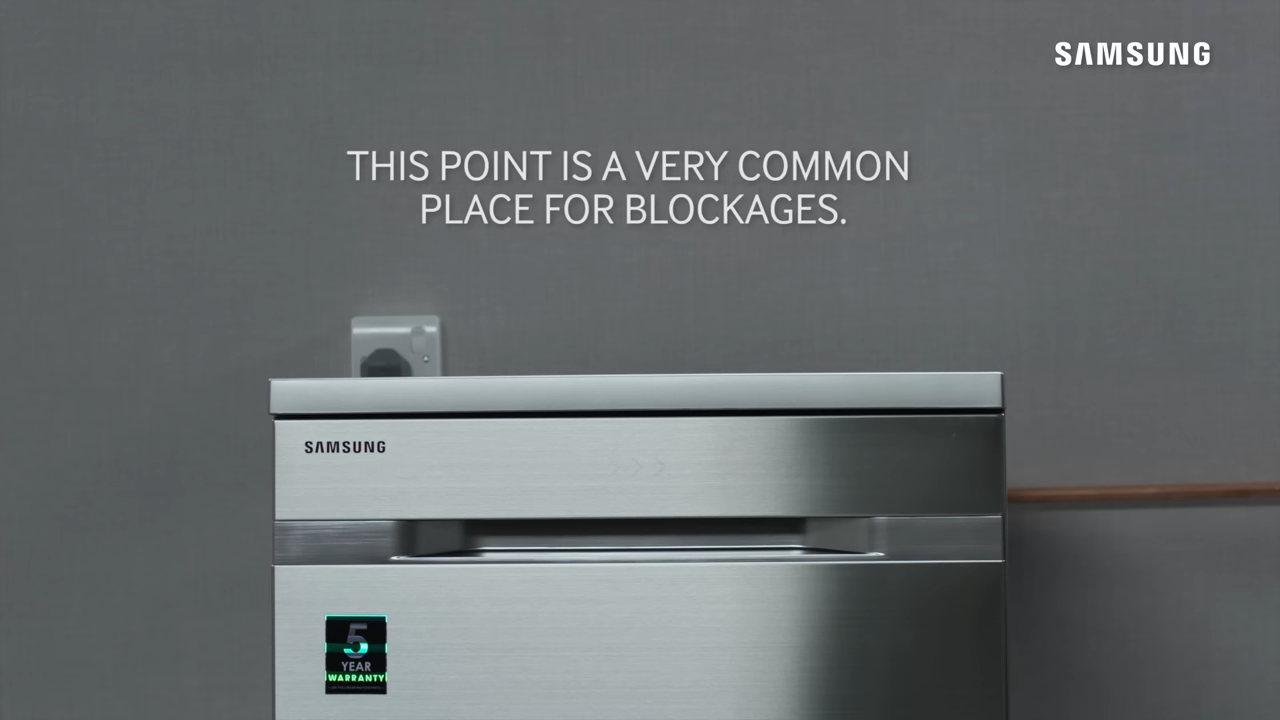 SAMSUNG
THIS POINT IS A VERY COMMON
PLACE FOR BLOCKAGES.
SAMSUNG
5
YEAR
WARRANTY